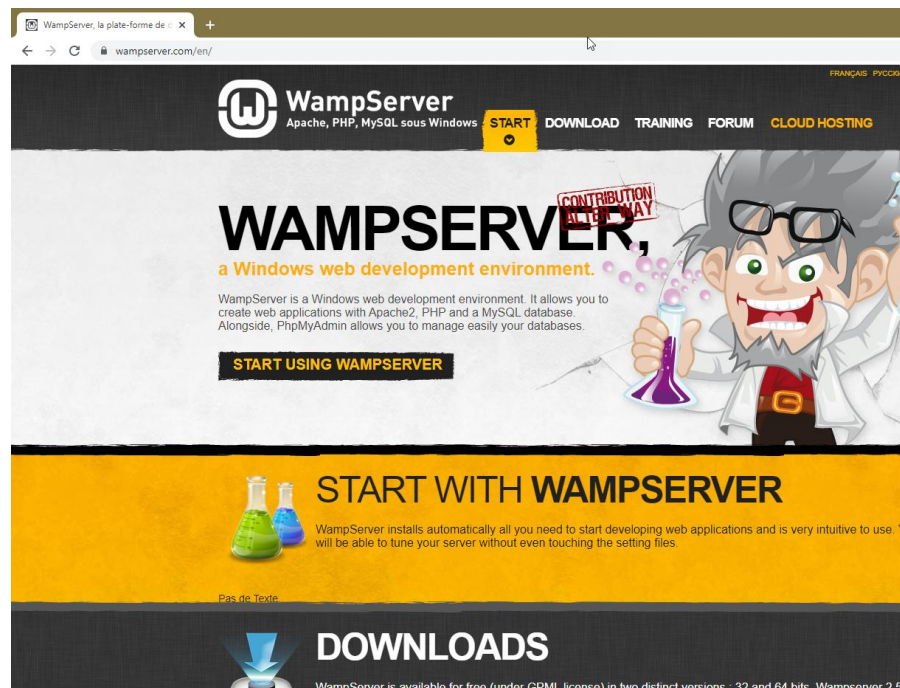 WampServer, la plate-forme de
wampserver.com/en/
FRANÇAIS
WampServer
Apache, PHP, MySQL sous Windows
START DOWNLOAD TRAINING FORUM CLOUD HOSTING
CONTRIBUTION
ALTER WAY
WAMPSERVER,
a Windows web development environment.
WampServer is a Windows web development environment. It allows you to
create web applications with Apache2, PHP and a MySQL database.
Alongside, PhpMyAdmin allows you to manage easily your databases.
START USING WAMPSERVER
START WITH WAMPSERVER
WampServer installs automatically all you need to start developing web applications and is very intuitive to use.
will be able to tune your server without even touching the setting files.
Pas de Texte
DOWNLOADS
WampServer is available for free (under GPML license) in two distinct versions : 32 and 64 bits. Wampserver 2.5